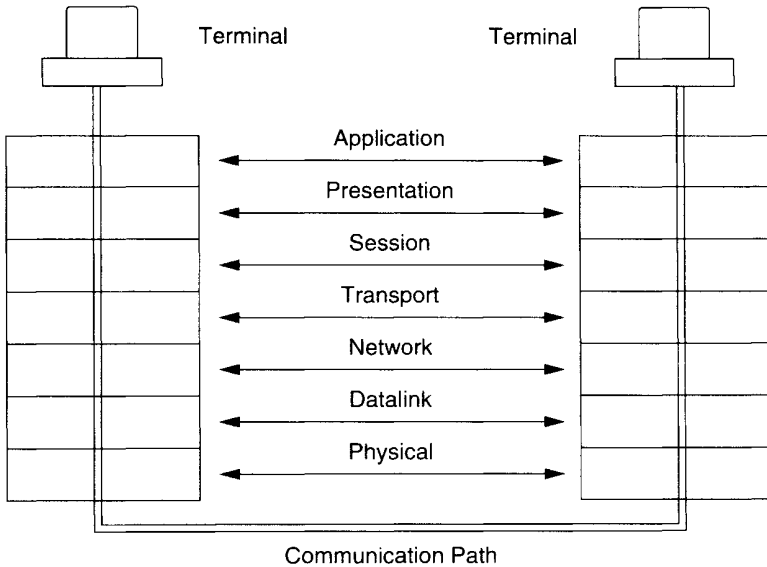 Terminal
Terminal
Application
Presentation
Session
Transport
Network
Datalink
Physical
Communication Path